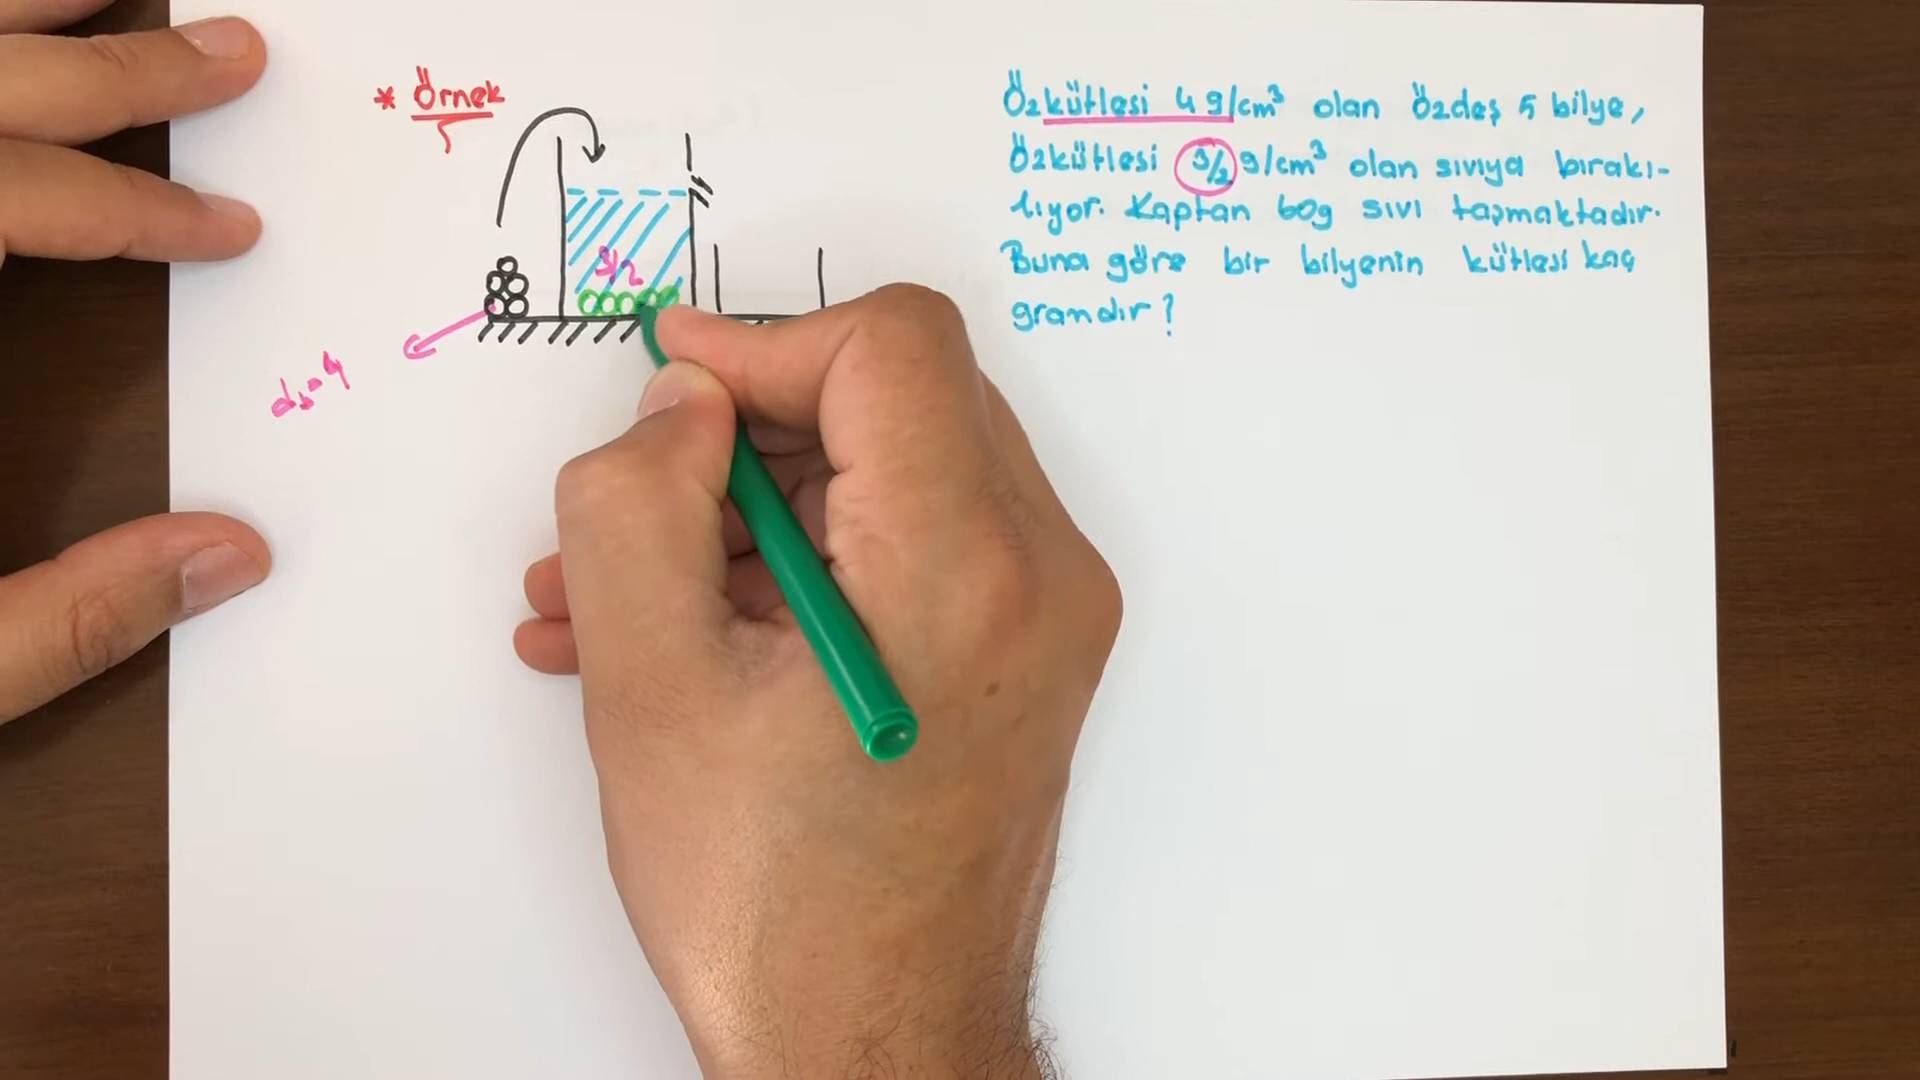 * Örnek
Özkütlesi 4 g/cm³ olan özdeş 5 bilye,
özkütlesi 3/2 g/cm³ olan sıvıya bırakı-
lıyor. Kaptan 60g sıvı taşmaktadır.
Buna göre bir bilyenin kütlesi kaç
gramdır?
3/2
db=4